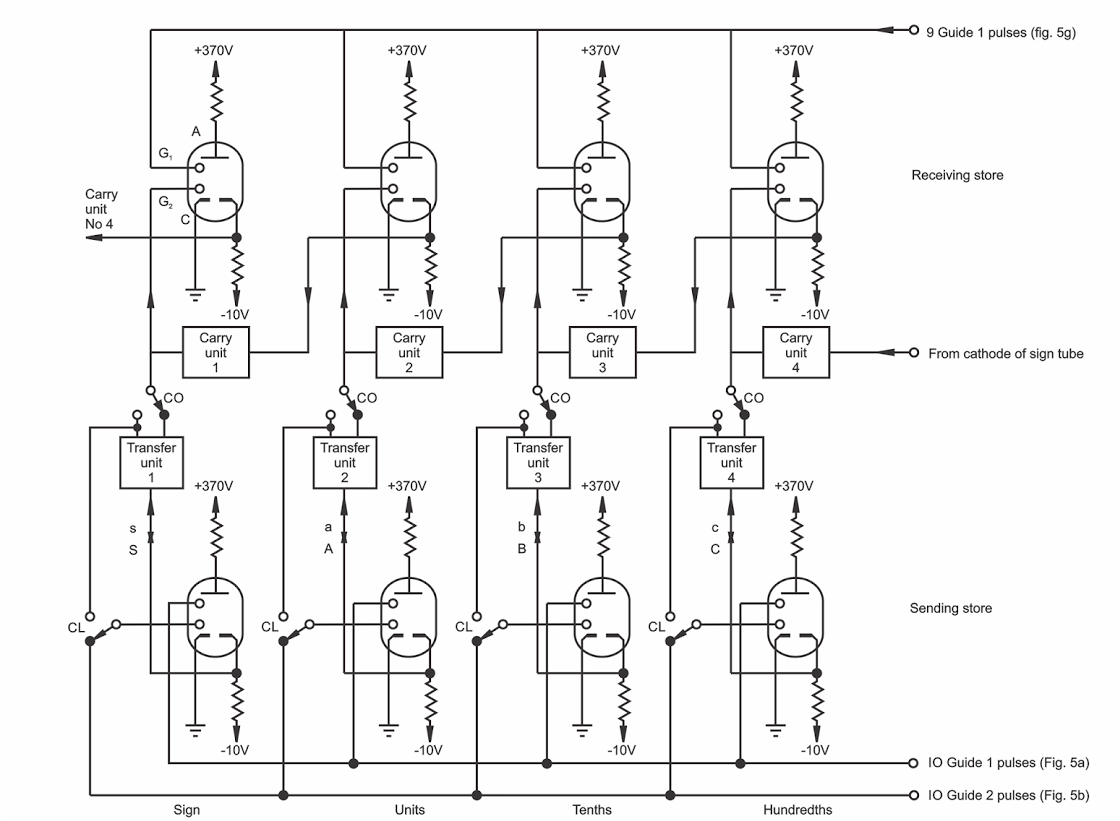 9 Guide 1 pulses (fig. 5g)
+370V
+370V
+370V
+370V
A
G1
G2
C
Carry
unit
No 4
Receiving store
-10V
-10V
-10V
-10V
Carry
unit
1
Carry
unit
2
Carry
unit
3
Carry
unit
4
From cathode of sign tube
CO
CO
CO
CO
Transfer
unit
1
Transfer
unit
2
Transfer
unit
3
Transfer
unit
4
+370V
+370V
+370V
+370V
s
S
a
A
b
B
c
C
Sending store
CL
CL
CL
CL
-10V
-10V
-10V
-10V
IO Guide 1 pulses (Fig. 5a)
IO Guide 2 pulses (Fig. 5b)
Sign
Units
Tenths
Hundredths